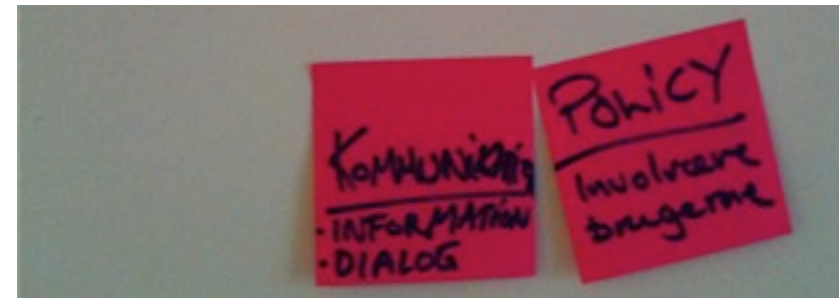 KOMMUNIKATION
- INFORMATION
- DIALOG
POLICY
Involvere
brugerne